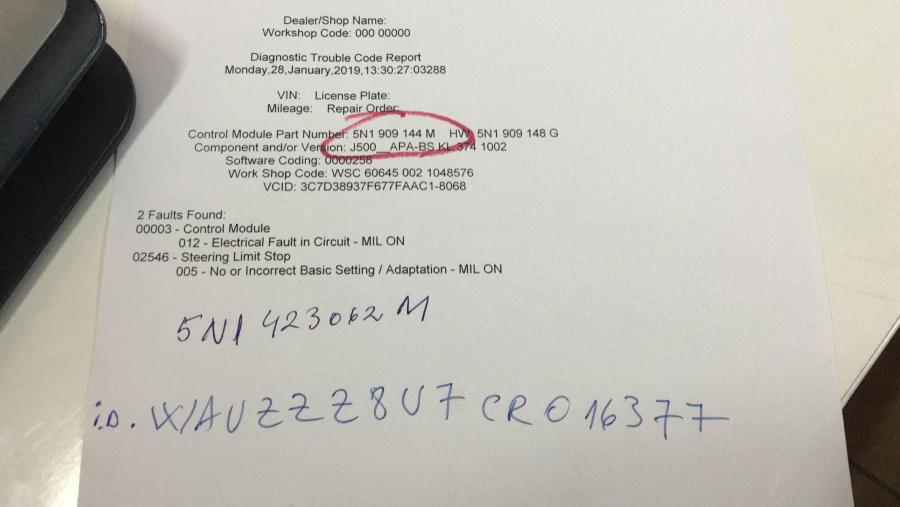 Dealer/Shop Name:
Workshop Code: 000 00000
Diagnostic Trouble Code Report
Monday,28,January,2019,13:30:27:03288
VIN: License Plate:
Mileage: Repair Order:
Control Module Part Number: 5N1 909 144 M HW: 5N1 909 148 G
Component and/or Version: J500__APA-BS KL.374 1002
Software Coding: 0000258
Work Shop Code: WSC 60645 002 1048576
VCID: 3C7D38937F677FAAC1-8068
2 Faults Found:
00003 - Control Module
012 - Electrical Fault in Circuit - MIL ON
02546 - Steering Limit Stop
005 - No or Incorrect Basic Setting / Adaptation - MIL ON
5N1 423062 M
i.D. WAUZZZ8U7CR016377